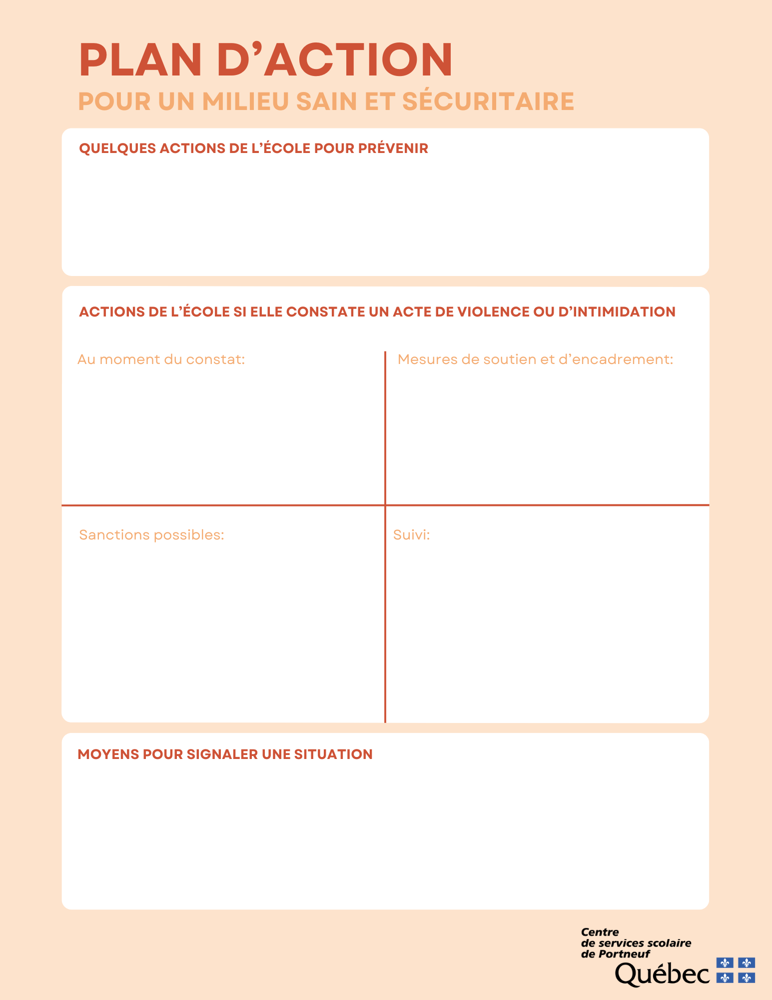 PLAN D’ACTION
POUR UN MILIEU SAIN ET SÉCURITAIRE
QUELQUES ACTIONS DE L’ÉCOLE POUR PRÉVENIR
ACTIONS DE L’ÉCOLE SI ELLE CONSTATE UN ACTE DE VIOLENCE OU D’INTIMIDATION
Au moment du constat:
Mesures de soutien et d’encadrement:
Sanctions possibles:
Suivi:
MOYENS POUR SIGNALER UNE SITUATION
Centre
de services scolaire
de Portneuf
Québec